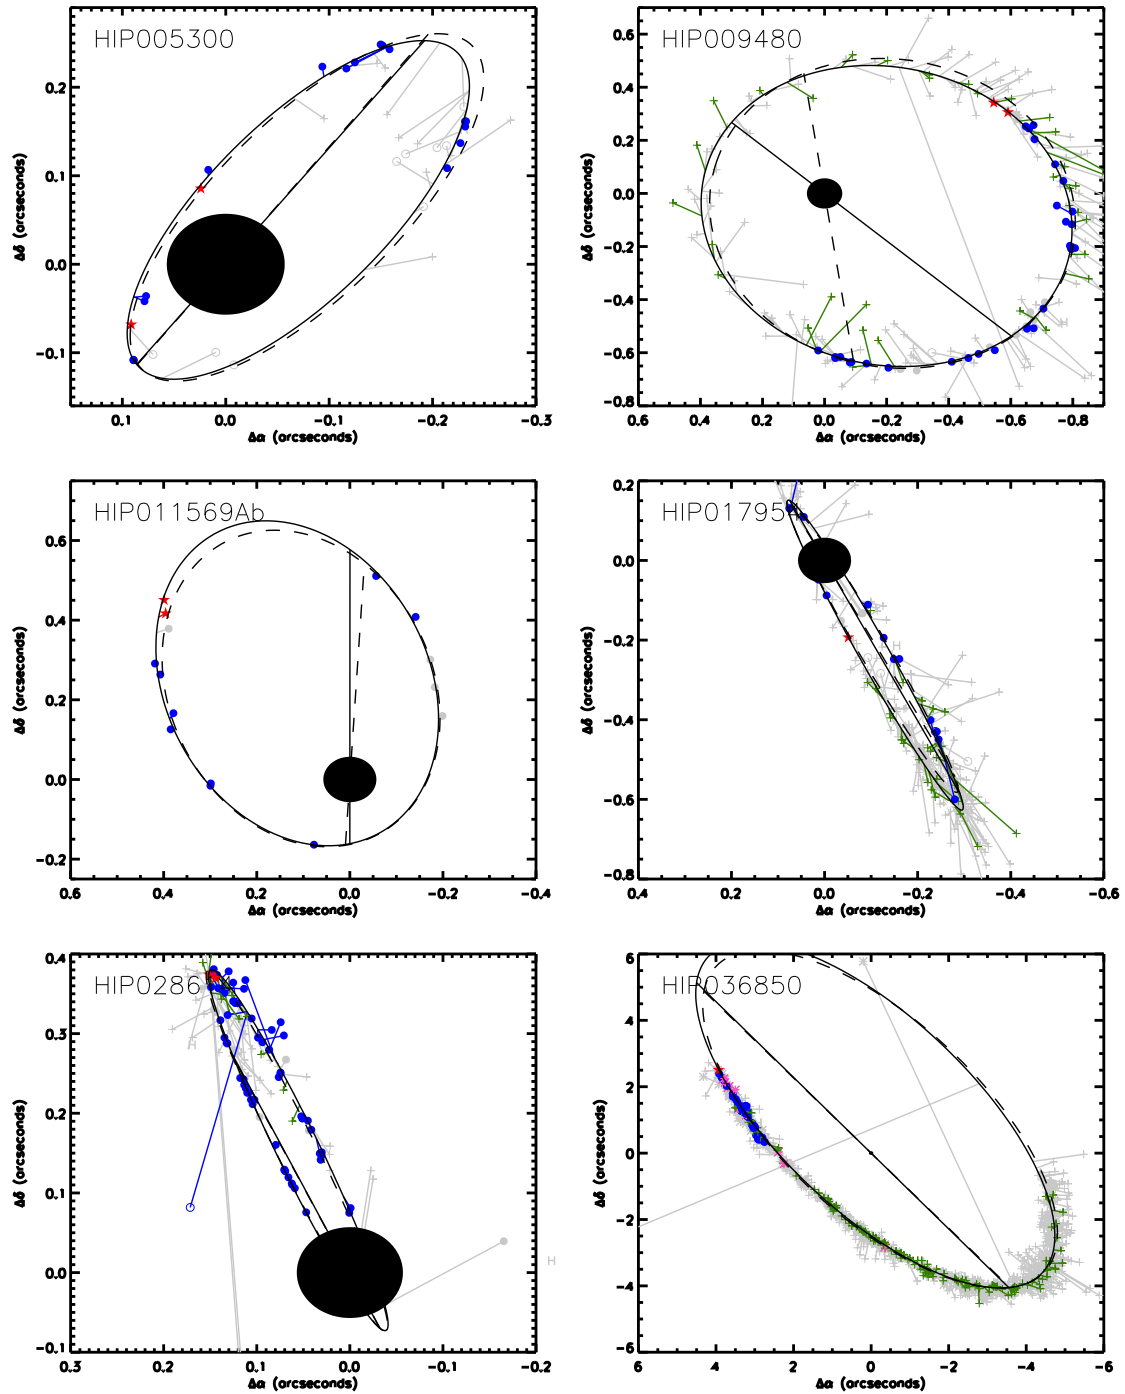 HIP005300
0.2
0.1
0.0
−0.1
0.1 0.0 −0.1 −0.2 −0.3
Δα (arcseconds)
Δδ (arcseconds)
HIP009480
0.6
0.4
0.2
0.0
−0.2
−0.4
−0.6
−0.8
0.6 0.4 0.2 0.0 −0.2 −0.4 −0.6 −0.8
Δα (arcseconds)
Δδ (arcseconds)
HIP011569Ab
0.6
0.4
0.2
0.0
−0.2
0.6 0.4 0.2 0.0 −0.2 −0.4
Δα (arcseconds)
Δδ (arcseconds)
HIP01795
H
0.2
0.0
−0.2
−0.4
−0.6
−0.8
0.4 0.2 0.0 −0.2 −0.4 −0.6
Δα (arcseconds)
Δδ (arcseconds)
HIP0286
H
H
0.4
0.3
0.2
0.1
0.0
−0.1
0.3 0.2 0.1 0.0 −0.1 −0.2
Δα (arcseconds)
Δδ (arcseconds)
HIP036850
6
4
2
0
−2
−4
−6
6 4 2 0 −2 −4 −6
Δα (arcseconds)
Δδ (arcseconds)